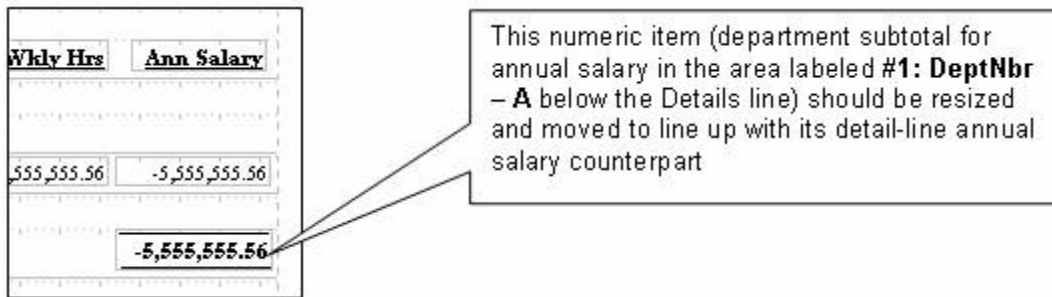 Wkly Hrs Ann Salary
,555,555.56 -5,555,555.56
-5,555,555.56
This numeric item (department subtotal for
annual salary in the area labeled #1: DeptNbr
– A below the Details line) should be resized
and moved to line up with its detail-line annual
salary counterpart